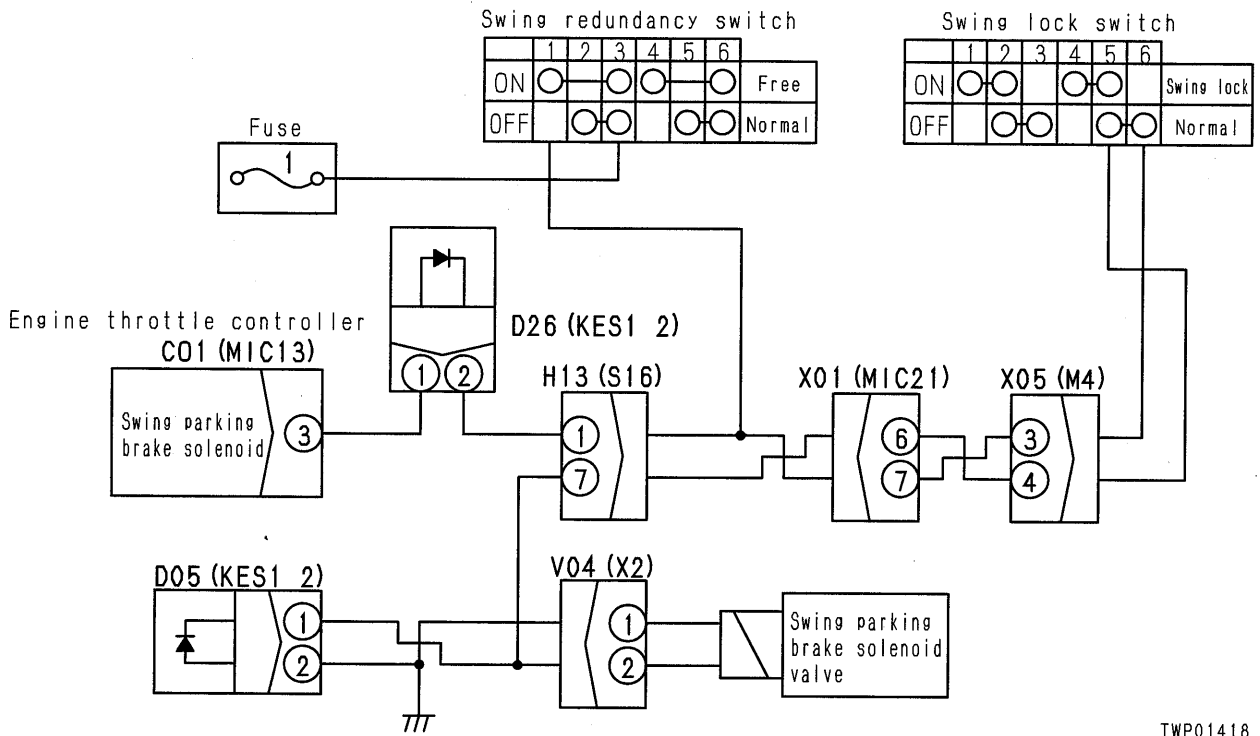 Swing redundancy switch
1 2 3 4 5 6
ON Free
OFF Normal
Swing lock switch
1 2 3 4 5 6
ON Swing lock
OFF Normal
Fuse
1
Engine throttle controller
C01 (MIC13)
Swing parking
brake solenoid
3
D26 (KES1 2)
1 2
H13 (S16)
1
7
X01 (MIC21)
6
7
X05 (M4)
3
4
D05 (KES1 2)
1
2
V04 (X2)
1
2
Swing parking
brake solenoid
valve
TWP01418